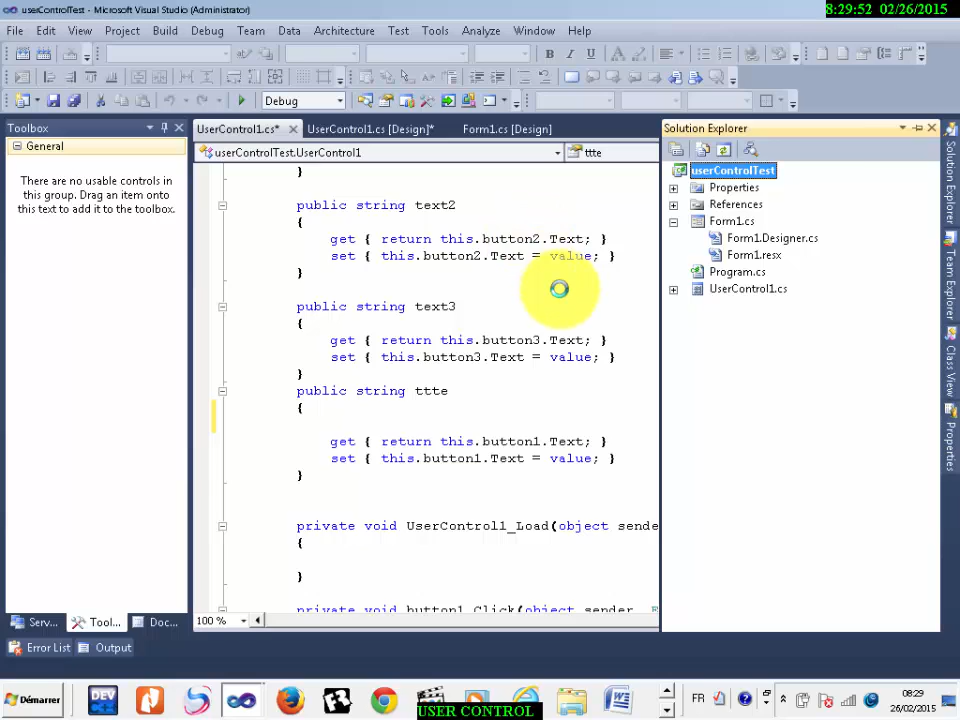 userControlTest - Microsoft Visual Studio (Administrator)
8:29:52 02/26/2015
File Edit View Project Build Debug Team Data Architecture Test Tools Analyze Window Help
Debug
Toolbox
UserControl1.cs* UserControl1.cs [Design]* Form1.cs [Design]
Solution Explorer
General
userControlTest.UserControl1
ttte
There are no usable controls in
this group. Drag an item onto
this text to add it to the toolbox.
}
public string text2
{
get { return this.button2.Text; }
set { this.button2.Text = value; }
}
public string text3
{
get { return this.button3.Text; }
set { this.button3.Text = value; }
}
public string ttte
{
get { return this.button1.Text; }
set { this.button1.Text = value; }
}
private void UserControl1_Load(object sende
{
}
private void button1_Click(object sender, E
userControlTest
Properties
References
Form1.cs
Form1.Designer.cs
Form1.resx
Program.cs
UserControl1.cs
Solution Explorer
Team Explorer
Class View
Properties
100 %
Serv... Tool... Doc...
Error List Output
Démarrer
DEV
FR
08:29
26/02/2015
USER CONTROL